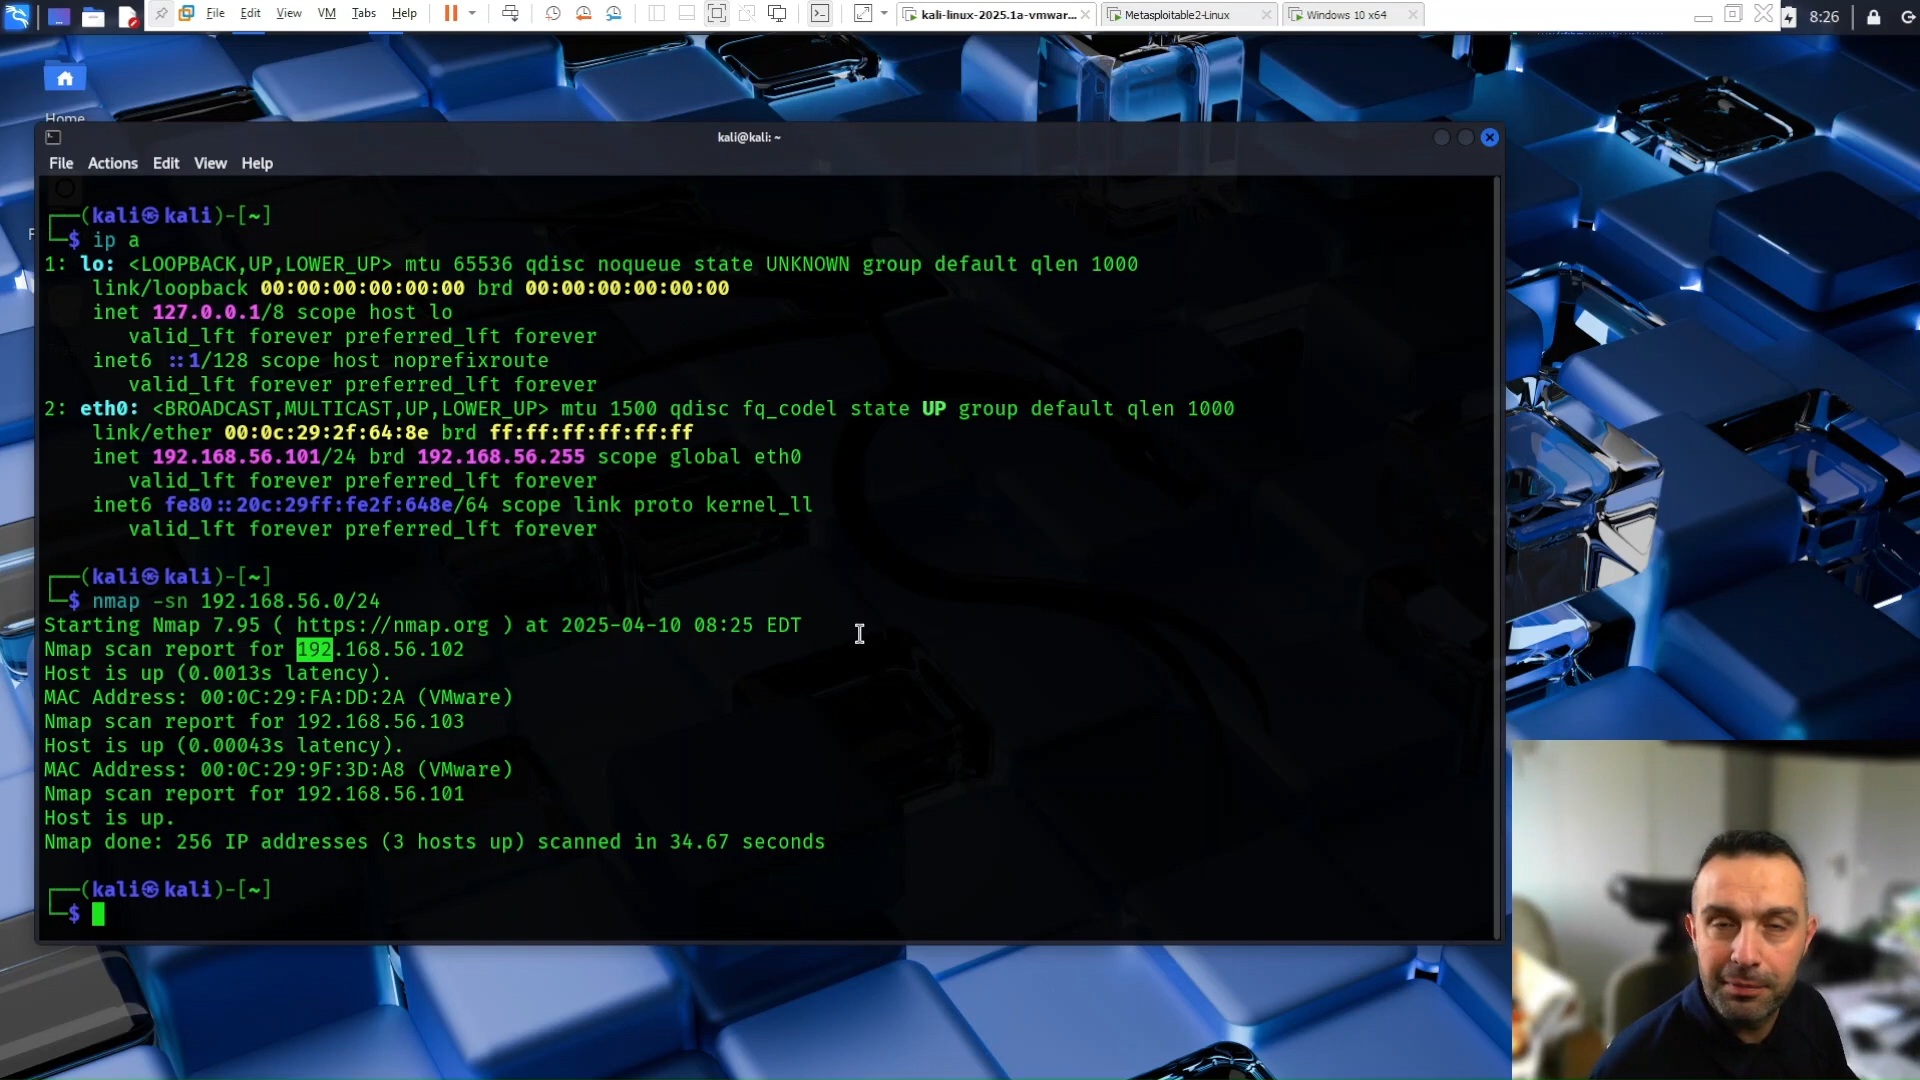 File Edit View VM Tabs Help
kali-linux-2025.1a-vmwar...
Metasploitable2-Linux
Windows 10 x64
8:26
Home
kali@kali: ~
File Actions Edit View Help
┌──(kali㉿kali)-[~]
└─$ ip a
1: lo: <LOOPBACK,UP,LOWER_UP> mtu 65536 qdisc noqueue state UNKNOWN group default qlen 1000
link/loopback 00:00:00:00:00:00 brd 00:00:00:00:00:00
inet 127.0.0.1/8 scope host lo
valid_lft forever preferred_lft forever
inet6 ::1/128 scope host noprefixroute
valid_lft forever preferred_lft forever
2: eth0: <BROADCAST,MULTICAST,UP,LOWER_UP> mtu 1500 qdisc fq_codel state UP group default qlen 1000
link/ether 00:0c:29:2f:64:8e brd ff:ff:ff:ff:ff:ff
inet 192.168.56.101/24 brd 192.168.56.255 scope global eth0
valid_lft forever preferred_lft forever
inet6 fe80::20c:29ff:fe2f:648e/64 scope link proto kernel_ll
valid_lft forever preferred_lft forever
┌──(kali㉿kali)-[~]
└─$ nmap -sn 192.168.56.0/24
Starting Nmap 7.95 ( https://nmap.org ) at 2025-04-10 08:25 EDT
Nmap scan report for 192.168.56.102
Host is up (0.0013s latency).
MAC Address: 00:0C:29:FA:DD:2A (VMware)
Nmap scan report for 192.168.56.103
Host is up (0.00043s latency).
MAC Address: 00:0C:29:9F:3D:A8 (VMware)
Nmap scan report for 192.168.56.101
Host is up.
Nmap done: 256 IP addresses (3 hosts up) scanned in 34.67 seconds
┌──(kali㉿kali)-[~]
└─$